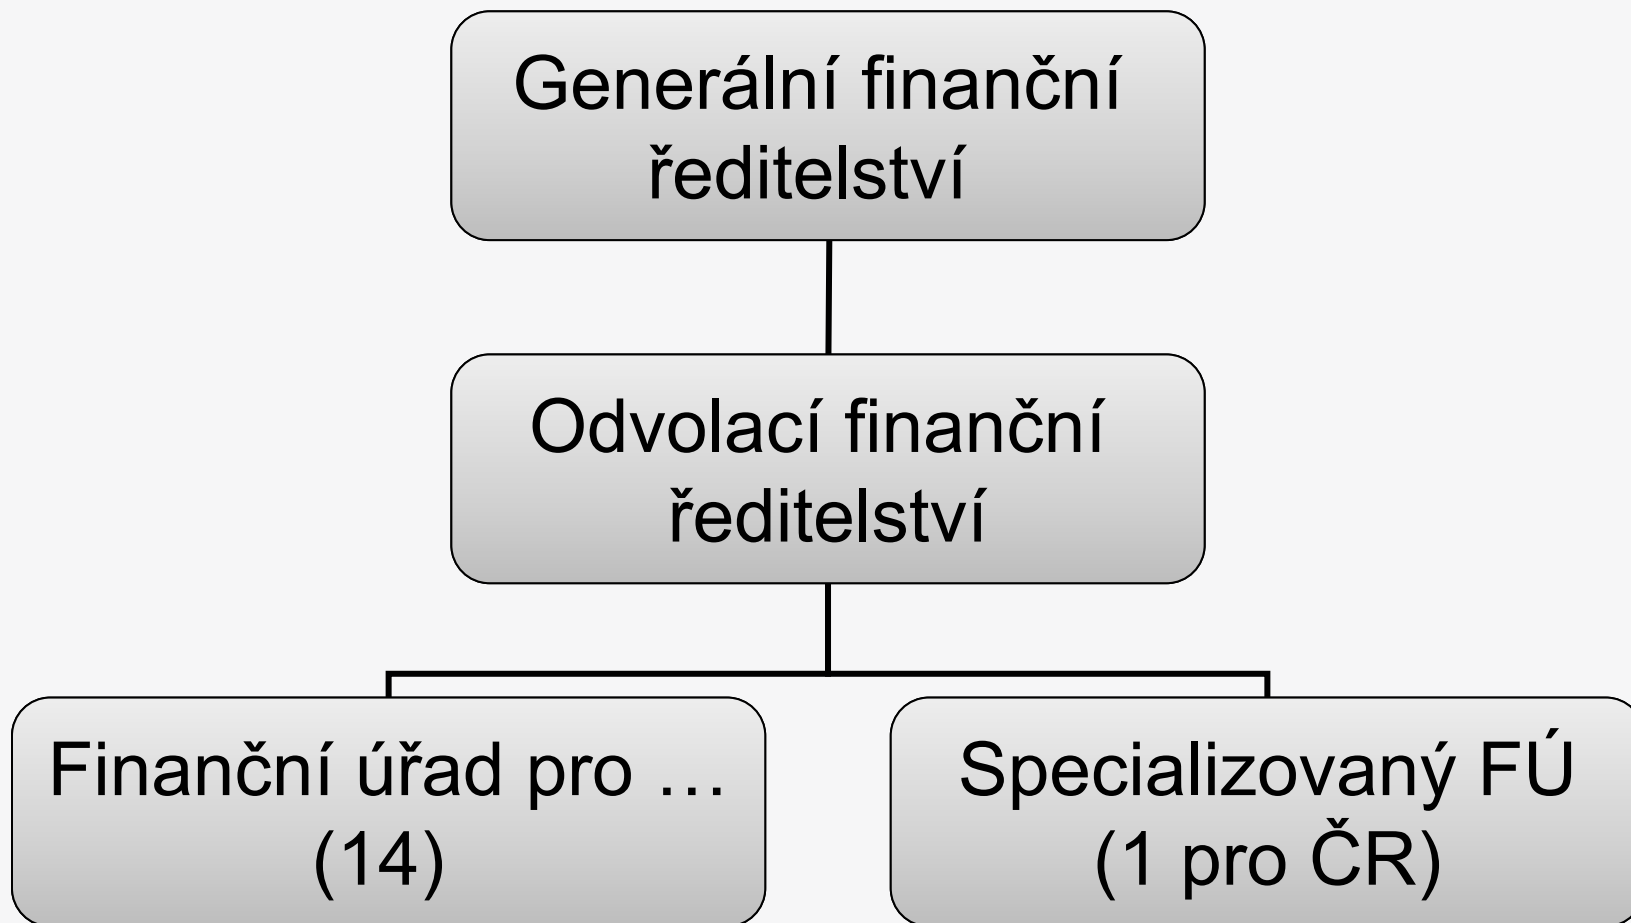 Generální finanční
ředitelství
Odvolací finanční
ředitelství
Finanční úřad pro …
(14)
Specializovaný FÚ
(1 pro ČR)